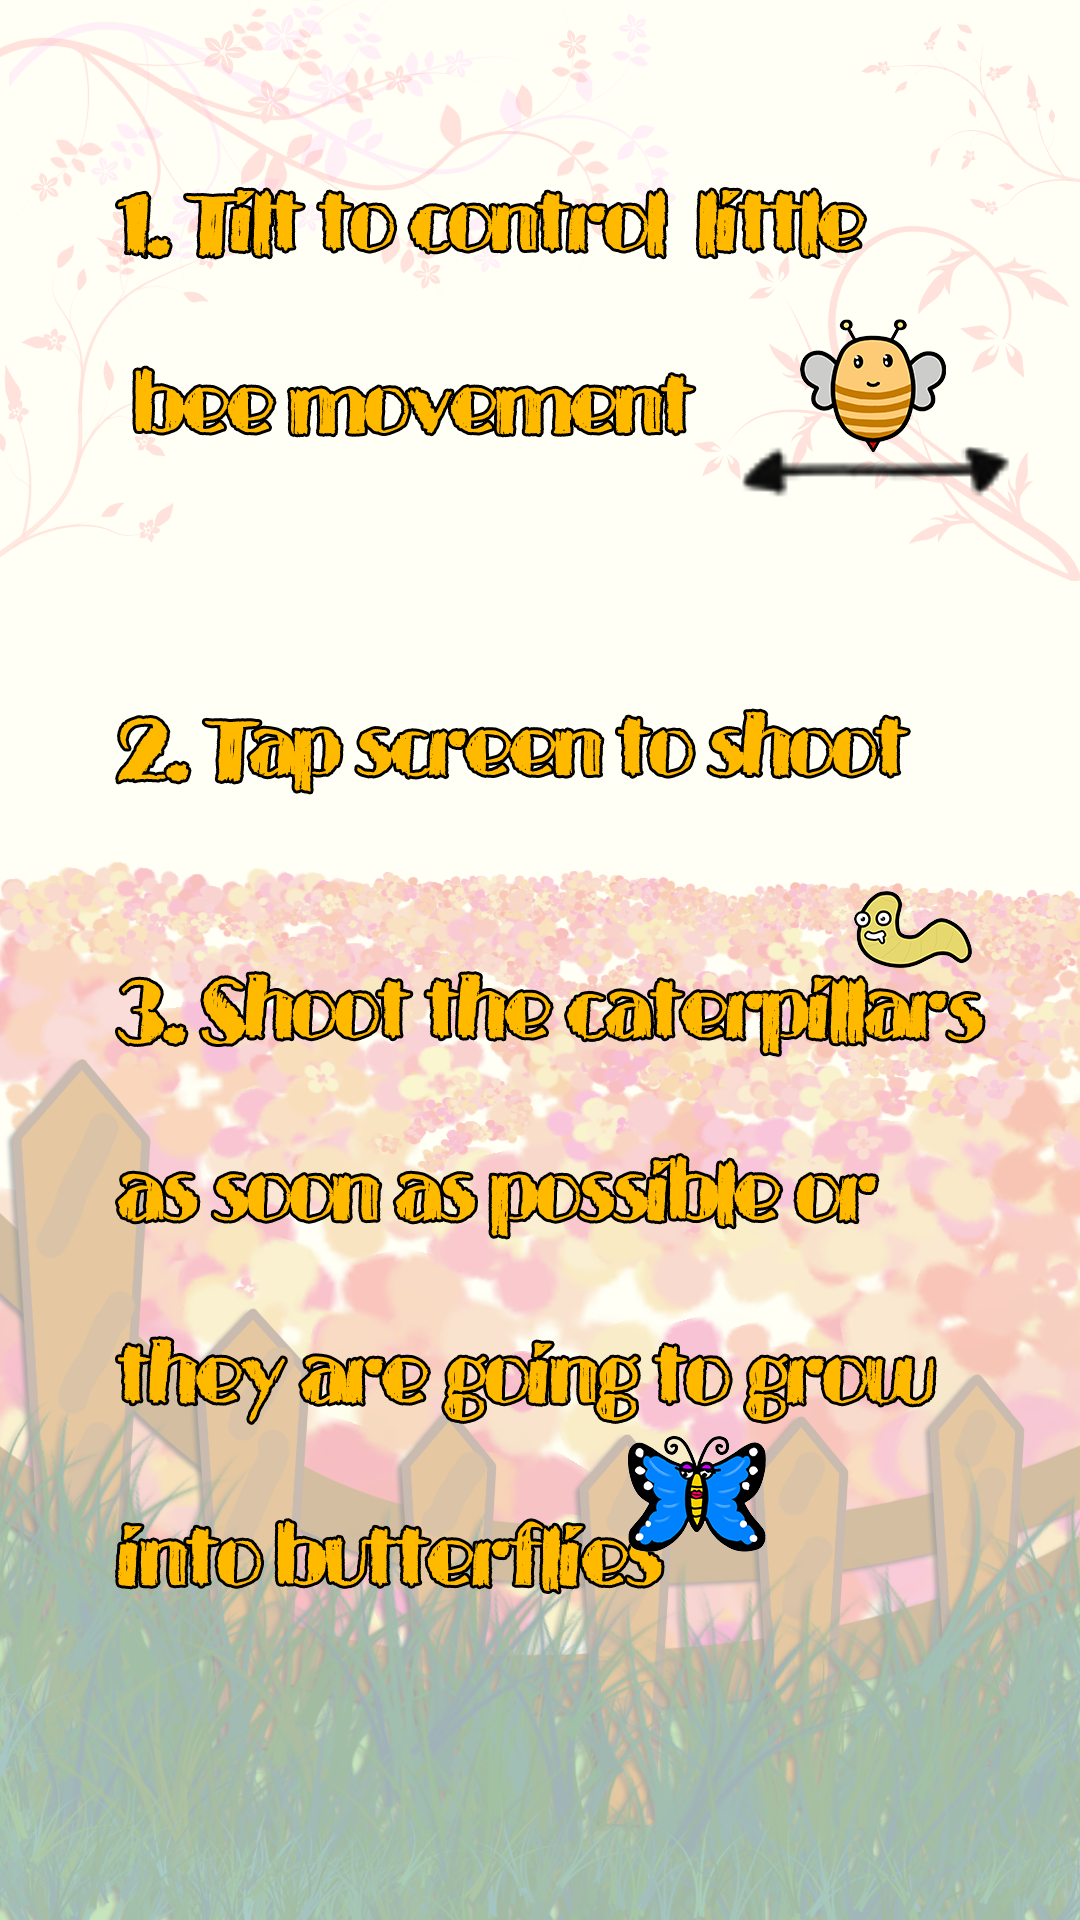 1. Tilt to control little
bee movement
2. Tap screen to shoot
3. Shoot the caterpillars
as soon as possible or
they are going to grow
into butterflies